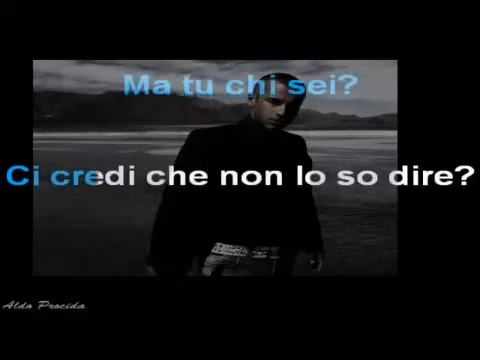 Ma tu chi sei?
Ci credi che non lo so dire?
Aldo Procida